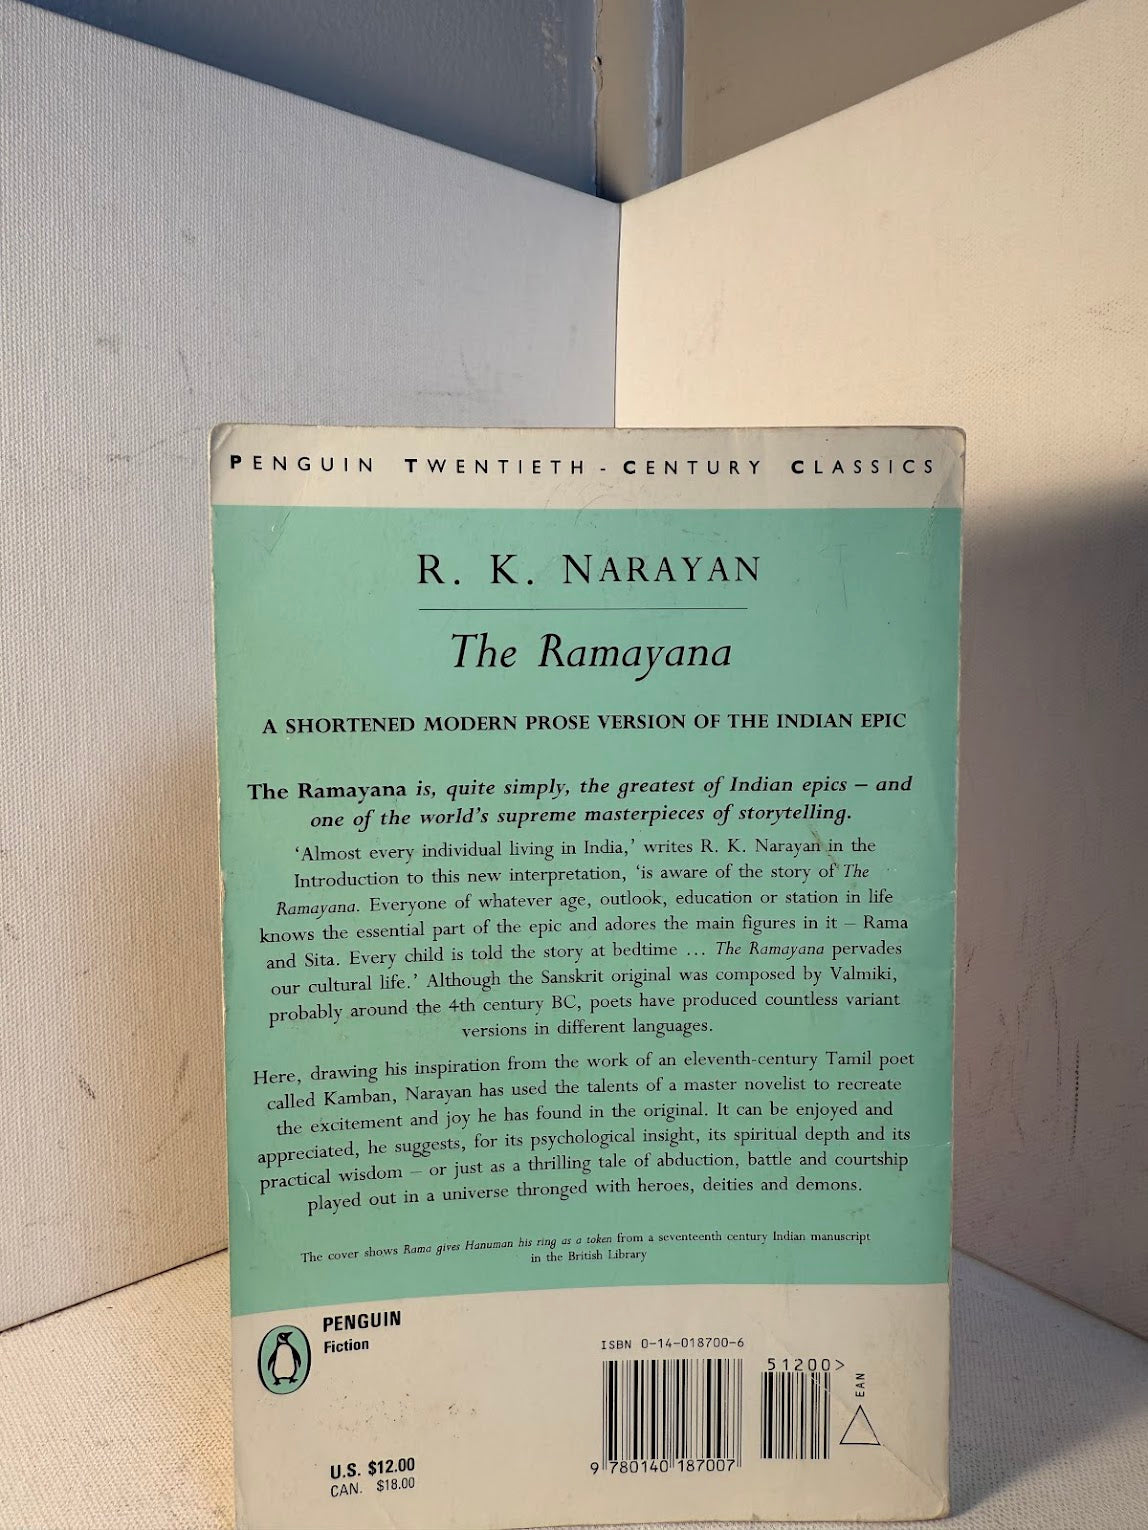 PENGUIN TWENTIETH-CENTURY CLASSICS
R. K. NARAYAN
The Ramayana
A SHORTENED MODERN PROSE VERSION OF THE INDIAN EPIC
The Ramayana is, quite simply, the greatest of Indian epics – and
one of the world's supreme masterpieces of storytelling.
‘Almost every individual living in India,’ writes R. K. Narayan in the
Introduction to this new interpretation, ‘is aware of the story of The
Ramayana. Everyone of whatever age, outlook, education or station in life
knows the essential part of the epic and adores the main figures in it – Rama
and Sita. Every child is told the story at bedtime ... The Ramayana pervades
our cultural life.’ Although the Sanskrit original was composed by Valmiki,
probably around the 4th century BC, poets have produced countless variant
versions in different languages.
Here, drawing his inspiration from the work of an eleventh-century Tamil poet
called Kamban, Narayan has used the talents of a master novelist to recreate
the excitement and joy he has found in the original. It can be enjoyed and
appreciated, he suggests, for its psychological insight, its spiritual depth and its
practical wisdom – or just as a thrilling tale of abduction, battle and courtship
played out in a universe thronged with heroes, deities and demons.
The cover shows Rama gives Hanuman his ring as a token from a seventeenth century Indian manuscript
in the British Library
PENGUIN
Fiction
ISBN 0-14-018700-6
51200>
EAN
9 780140 187007
U.S. $12.00
CAN. $18.00